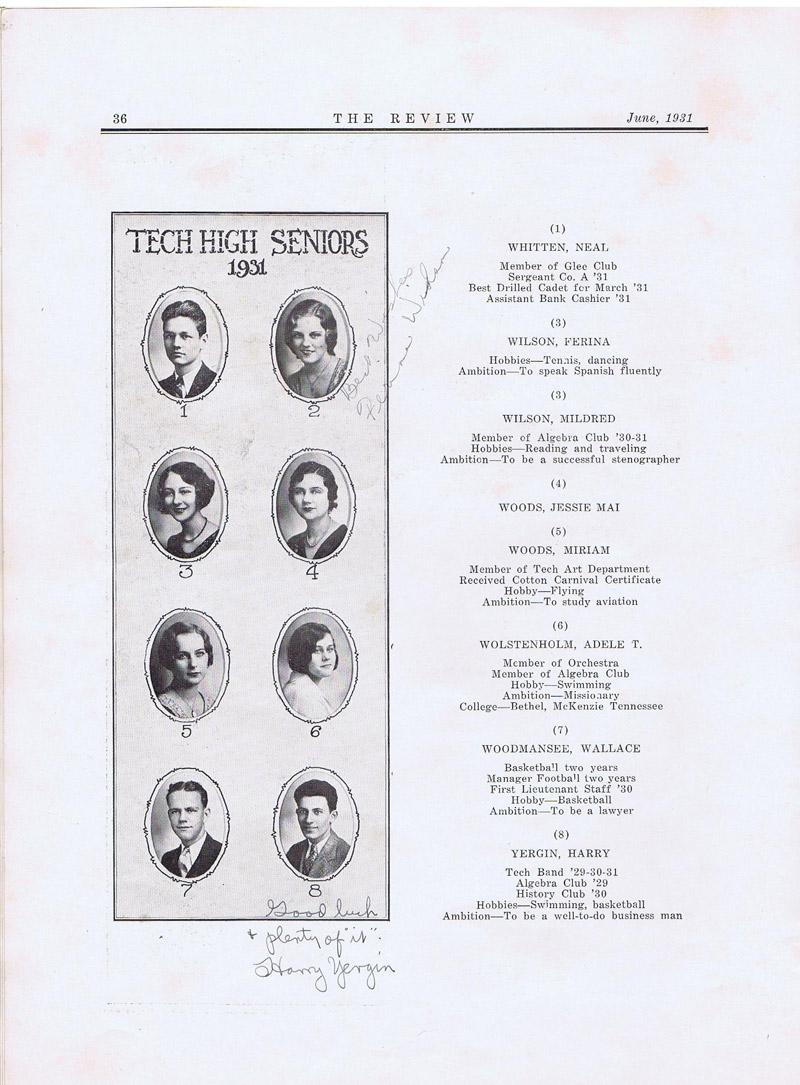 36
THE REVIEW
June, 1931
TECH HIGH SENIORS
1931
1
2
3
4
5
6
7
8
Best Wishes
Ferina Wilson
Good luck
+ plenty of "it".
Harry Yergin
(1)
WHITTEN, NEAL
Member of Glee Club
Sergeant Co. A '31
Best Drilled Cadet for March '31
Assistant Bank Cashier '31
(3)
WILSON, FERINA
Hobbies—Tennis, dancing
Ambition—To speak Spanish fluently
(3)
WILSON, MILDRED
Member of Algebra Club '30-31
Hobbies—Reading and traveling
Ambition—To be a successful stenographer
(4)
WOODS, JESSIE MAI
(5)
WOODS, MIRIAM
Member of Tech Art Department
Received Cotton Carnival Certificate
Hobby—Flying
Ambition—To study aviation
(6)
WOLSTENHOLM, ADELE T.
Member of Orchestra
Member of Algebra Club
Hobby—Swimming
Ambition—Missionary
College—Bethel, McKenzie Tennessee
(7)
WOODMANSEE, WALLACE
Basketball two years
Manager Football two years
First Lieutenant Staff '30
Hobby—Basketball
Ambition—To be a lawyer
(8)
YERGIN, HARRY
Tech Band '29-30-31
Algebra Club '29
History Club '30
Hobbies—Swimming, basketball
Ambition—To be a well-to-do business man